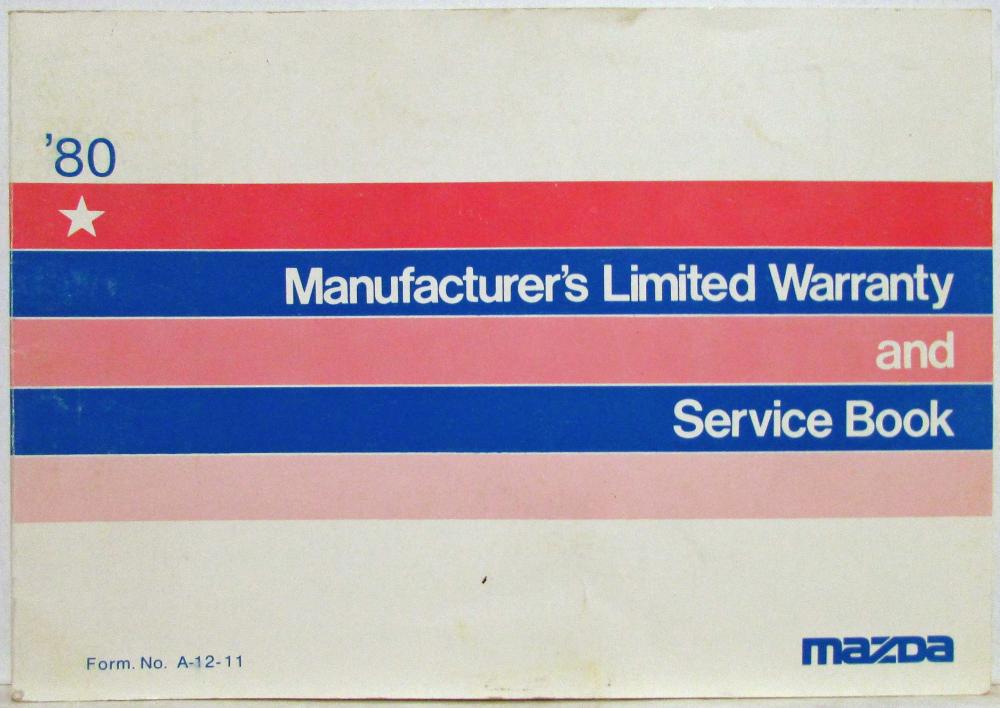 ’80
Manufacturer's Limited Warranty
and
Service Book
Form. No. A-12-11
mazda